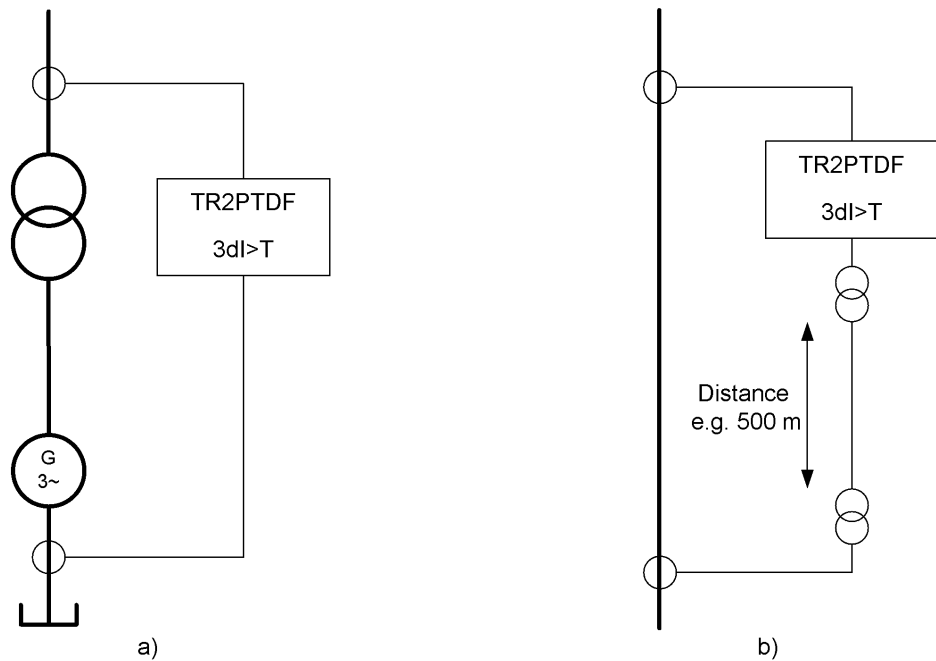 TR2PTDF
3dI>T
G
3~
a)
TR2PTDF
3dI>T
Distance
e.g. 500 m
b)